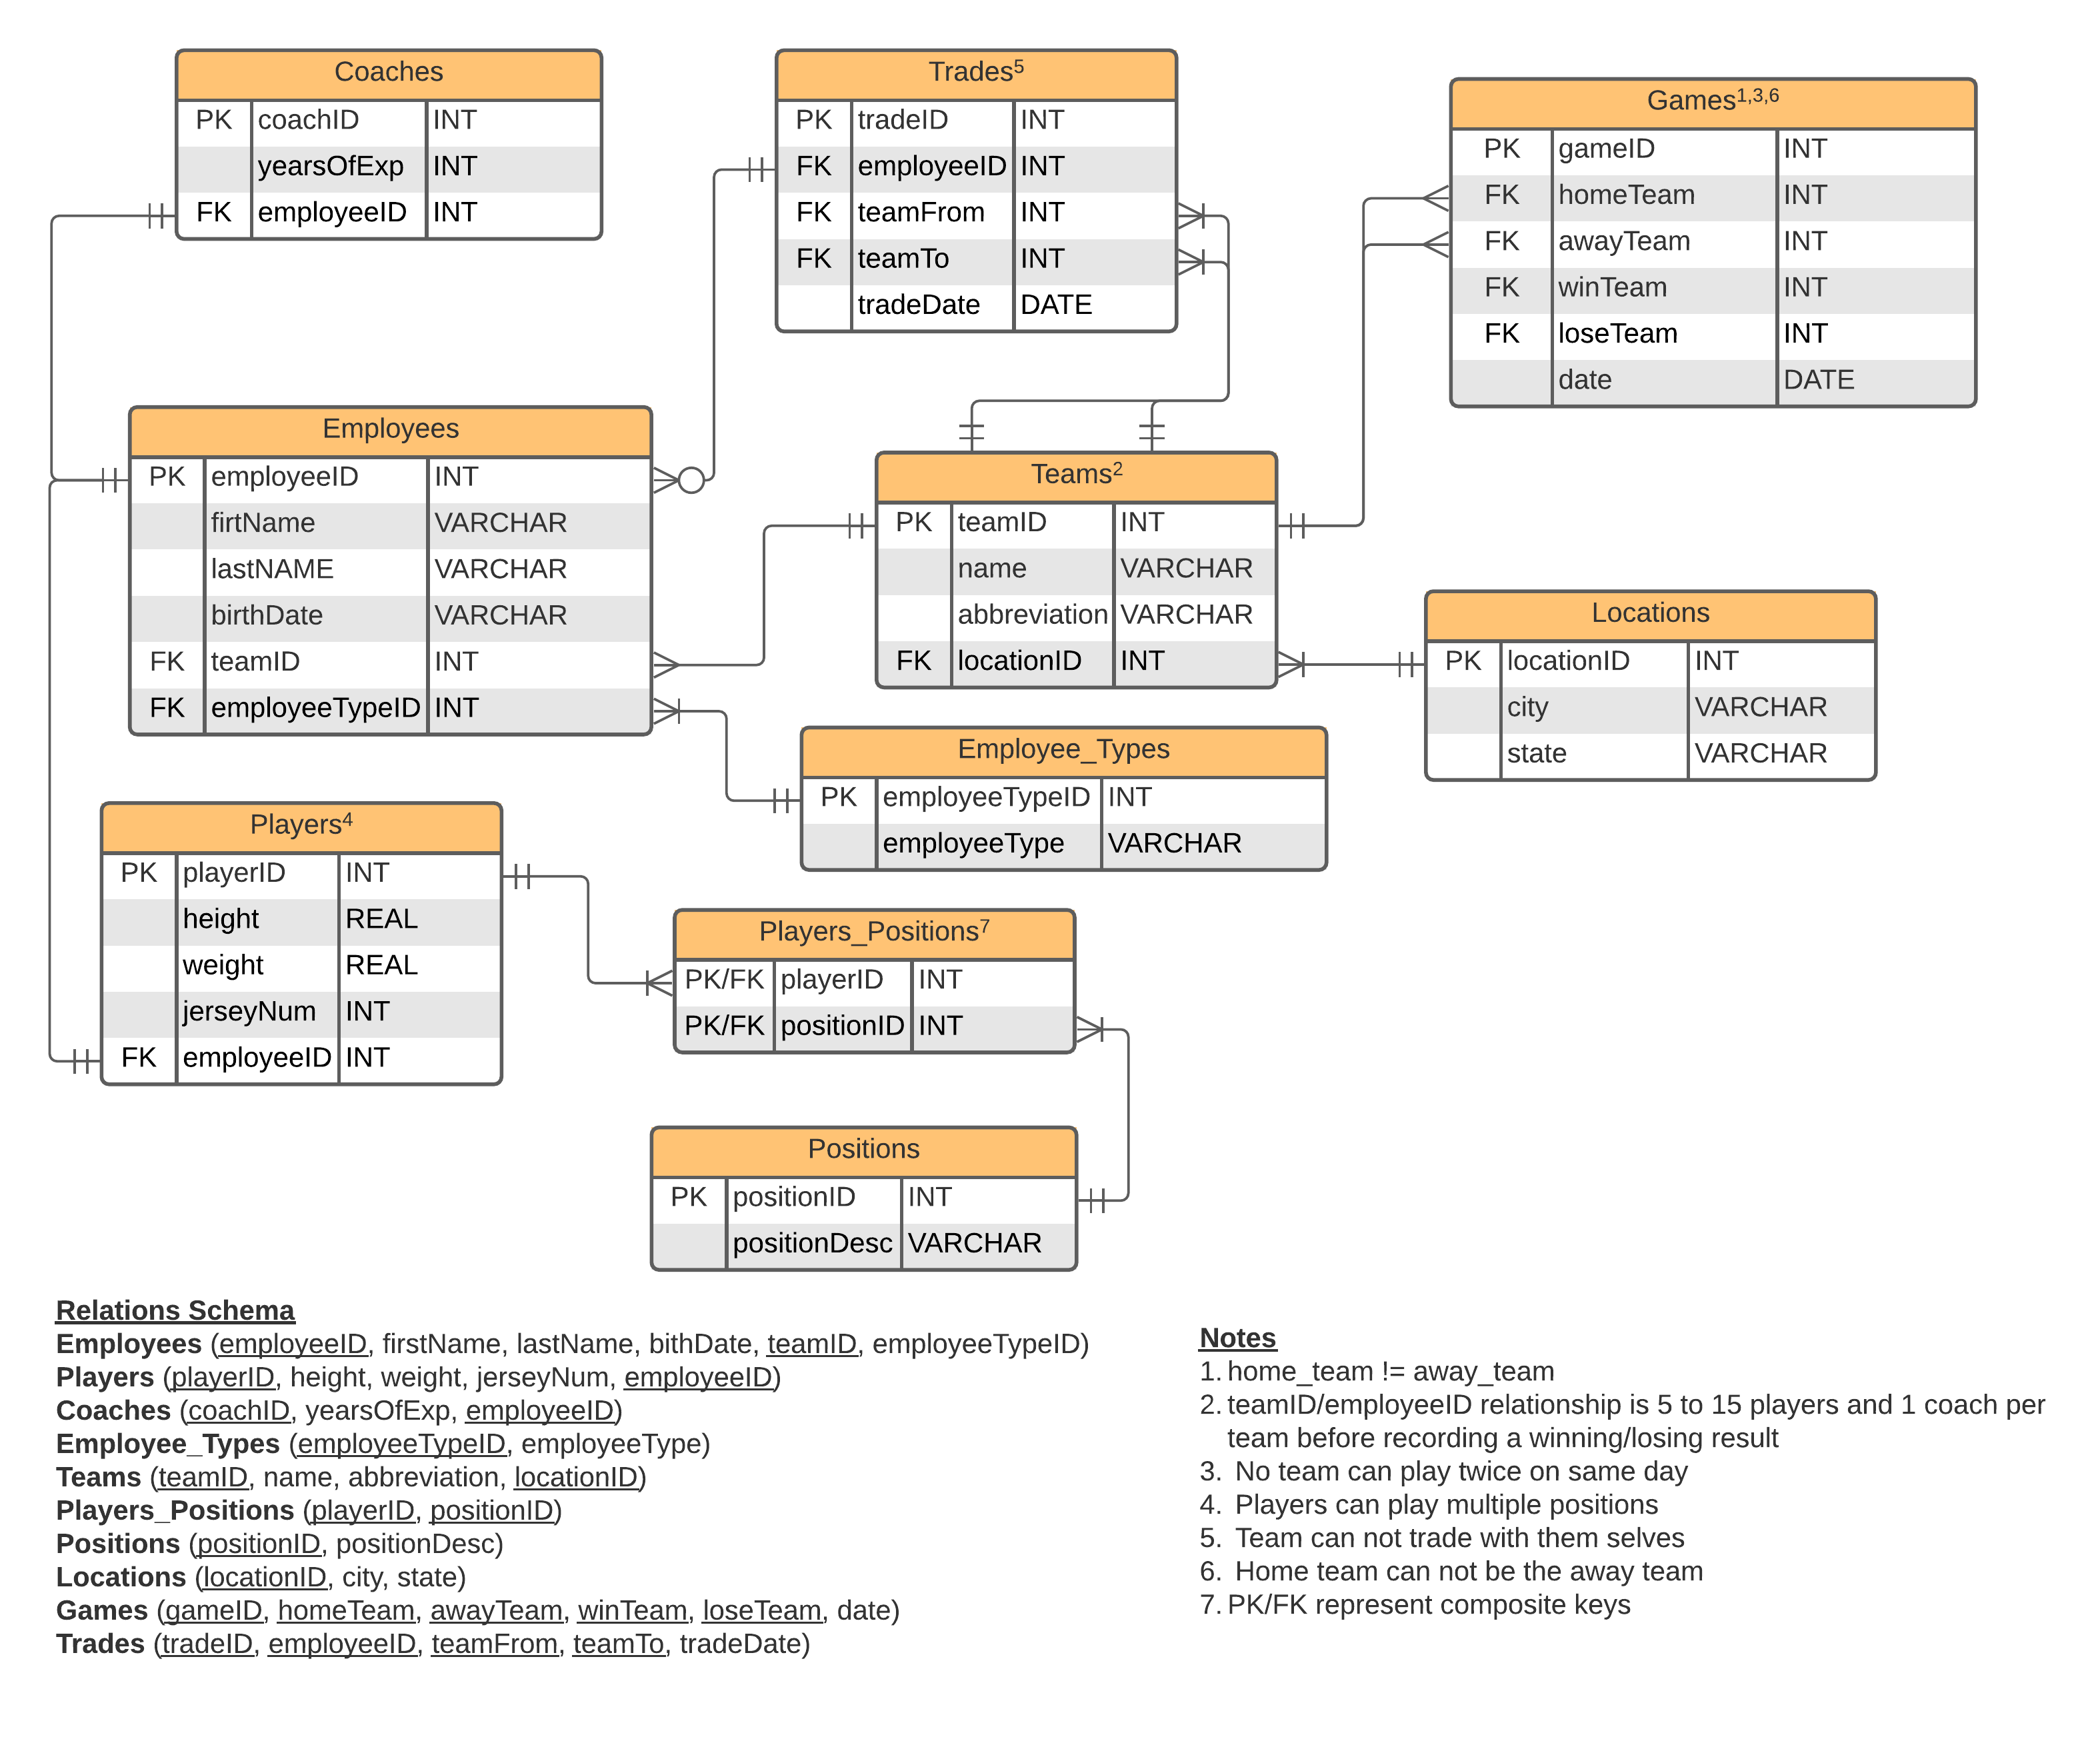 Coaches
PK coachID INT
yearsOfExp INT
FK employeeID INT
Trades5
PK tradeID INT
FK employeeID INT
FK teamFrom INT
FK teamTo INT
tradeDate DATE
Games1,3,6
PK gameID INT
FK homeTeam INT
FK awayTeam INT
FK winTeam INT
FK loseTeam INT
date DATE
Employees
PK employeeID INT
firtName VARCHAR
lastNAME VARCHAR
birthDate VARCHAR
FK teamID INT
FK employeeTypeID INT
Teams2
PK teamID INT
name VARCHAR
abbreviation VARCHAR
FK locationID INT
Locations
PK locationID INT
city VARCHAR
state VARCHAR
Employee_Types
PK employeeTypeID INT
employeeType VARCHAR
Players4
PK playerID INT
height REAL
weight REAL
jerseyNum INT
FK employeeID INT
Players_Positions7
PK/FK playerID INT
PK/FK positionID INT
Positions
PK positionID INT
positionDesc VARCHAR
Relations Schema
Employees (employeeID, firstName, lastName, bithDate, teamID, employeeTypeID)
Players (playerID, height, weight, jerseyNum, employeeID)
Coaches (coachID, yearsOfExp, employeeID)
Employee_Types (employeeTypeID, employeeType)
Teams (teamID, name, abbreviation, locationID)
Players_Positions (playerID, positionID)
Positions (positionID, positionDesc)
Locations (locationID, city, state)
Games (gameID, homeTeam, awayTeam, winTeam, loseTeam, date)
Trades (tradeID, employeeID, teamFrom, teamTo, tradeDate)
Notes
1. home_team != away_team
2. teamID/employeeID relationship is 5 to 15 players and 1 coach per
team before recording a winning/losing result
3. No team can play twice on same day
4. Players can play multiple positions
5. Team can not trade with them selves
6. Home team can not be the away team
7. PK/FK represent composite keys